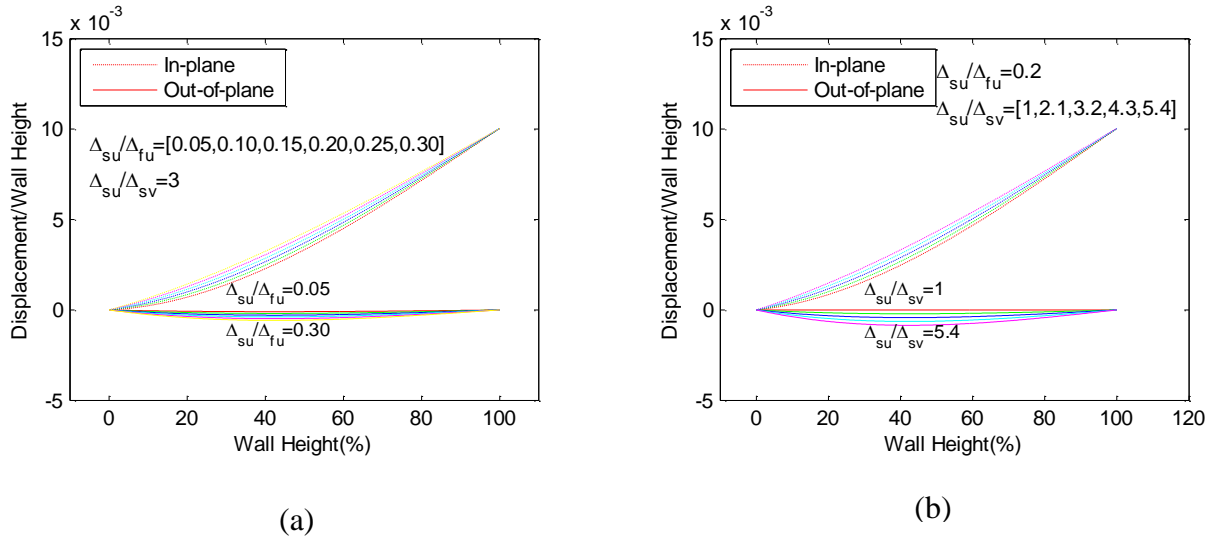 x 10⁻³
15
10
5
0
-5
In-plane
Out-of-plane
Δsu/Δfu=[0.05,0.10,0.15,0.20,0.25,0.30]
Δsu/Δsv=3
Δsu/Δfu=0.05
Δsu/Δfu=0.30
0 20 40 60 80 100
Wall Height(%)
Displacement/Wall Height
(a)
x 10⁻³
15
10
5
0
-5
In-plane
Out-of-plane
Δsu/Δfu=0.2
Δsu/Δsv=[1,2.1,3.2,4.3,5.4]
Δsu/Δsv=1
Δsu/Δsv=5.4
0 20 40 60 80 100 120
Wall Height(%)
Displacement/Wall Height
(b)